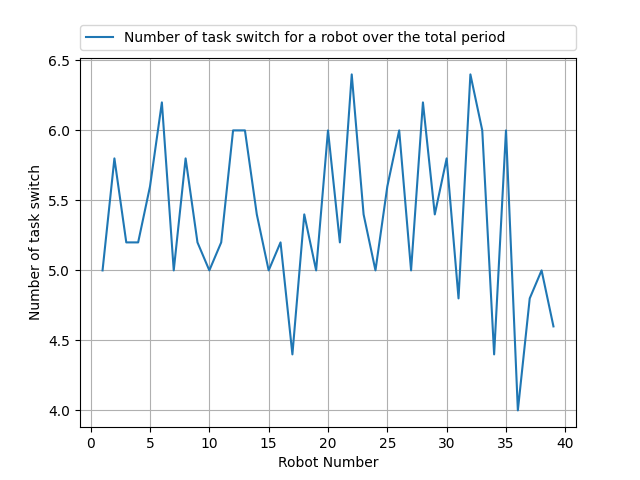 Number of task switch for a robot over the total period
6.5
6.0
5.5
5.0
4.5
4.0
Number of task switch
0 5 10 15 20 25 30 35 40
Robot Number